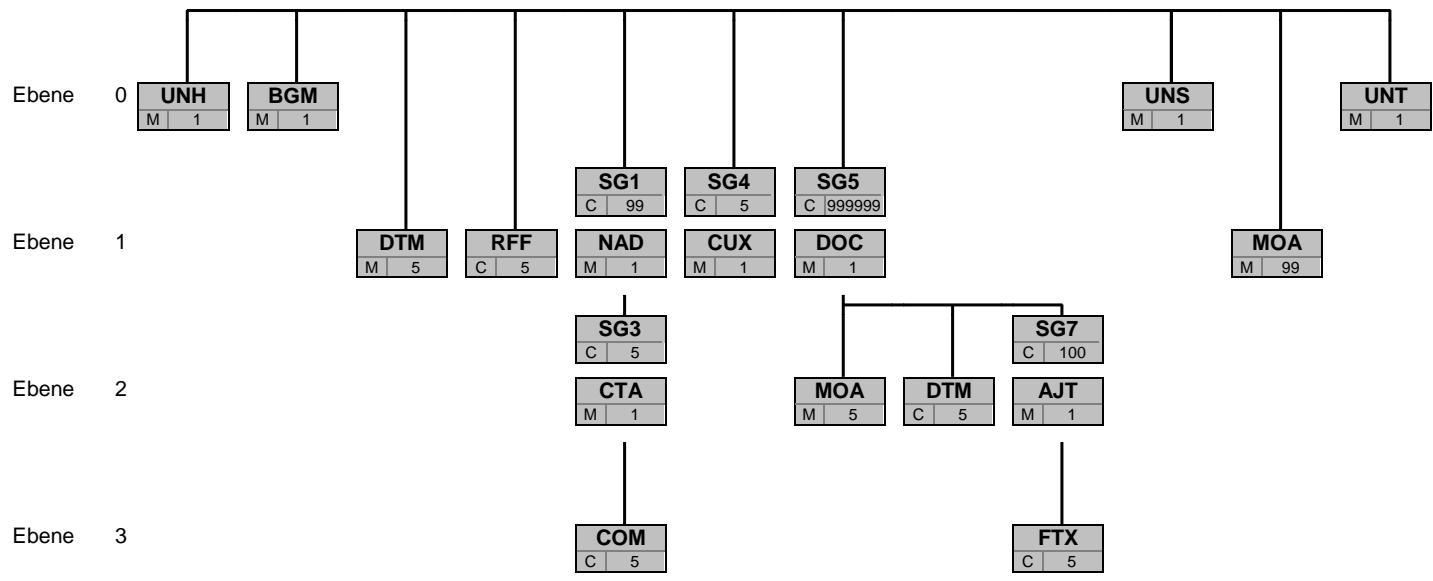 Ebene 0 UNH BGM UNS UNT
M 1 M 1 M 1 M 1
SG1 SG4 SG5
C 99 C 5 C 999999
Ebene 1 DTM RFF NAD CUX DOC MOA
M 5 C 5 M 1 M 1 M 1 M 99
SG3 SG7
C 5 C 100
Ebene 2 CTA MOA DTM AJT
M 1 M 5 C 5 M 1
Ebene 3 COM FTX
C 5 C 5